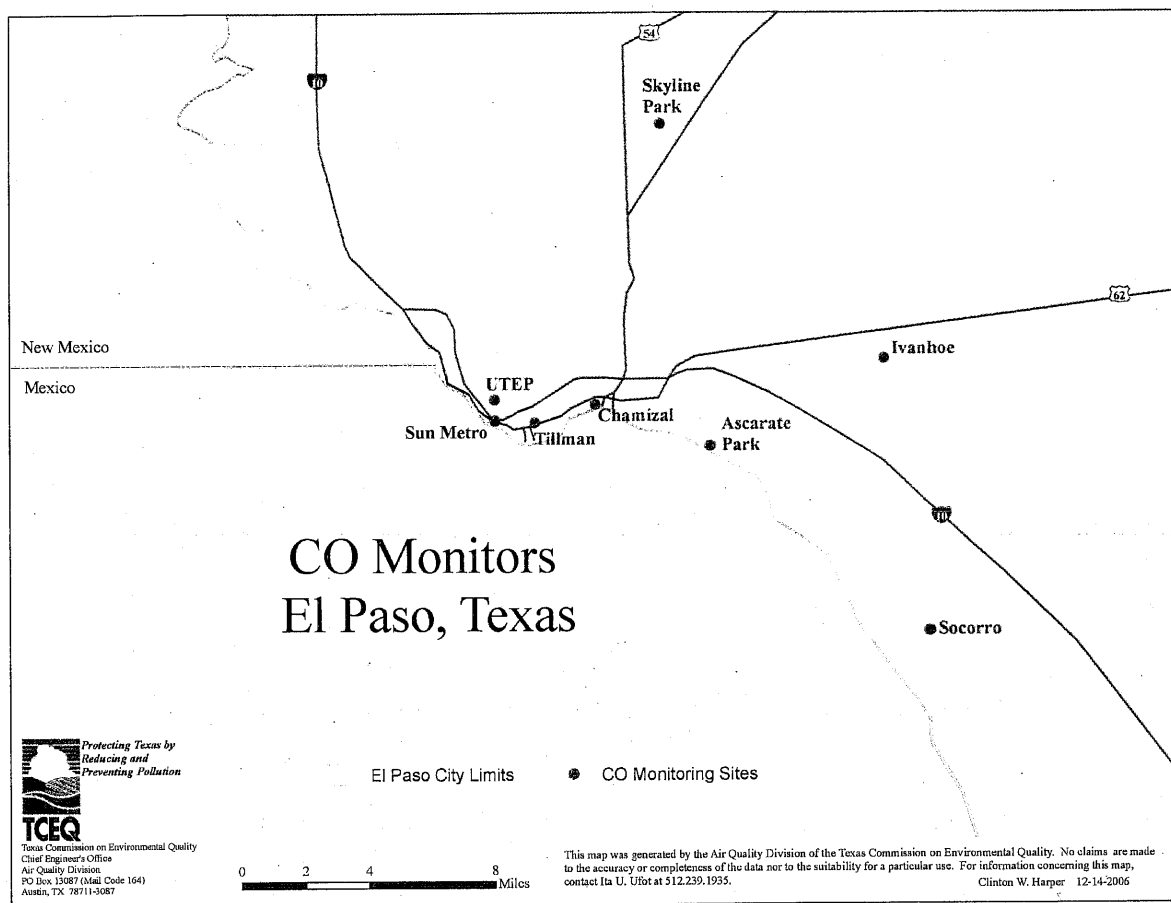 54
10
Skyline
Park
62
New Mexico
Ivanhoe
Mexico
UTEP
Chamizal
Sun Metro
Tillman
Ascarate
Park
10
CO Monitors
El Paso, Texas
Socorro
Protecting Texas by
Reducing and
Preventing Pollution
El Paso City Limits
CO Monitoring Sites
TCEQ
Texas Commission on Environmental Quality
Chief Engineer's Office
Air Quality Division
PO Box 13087 (Mail Code 164)
Austin, TX 78711-3087
0 2 4 8
Miles
This map was generated by the Air Quality Division of the Texas Commission on Environmental Quality. No claims are made
to the accuracy or completeness of the data nor to the suitability for a particular use. For information concerning this map,
contact Ita U. Ufot at 512.239.1935.
Clinton W. Harper 12-14-2006